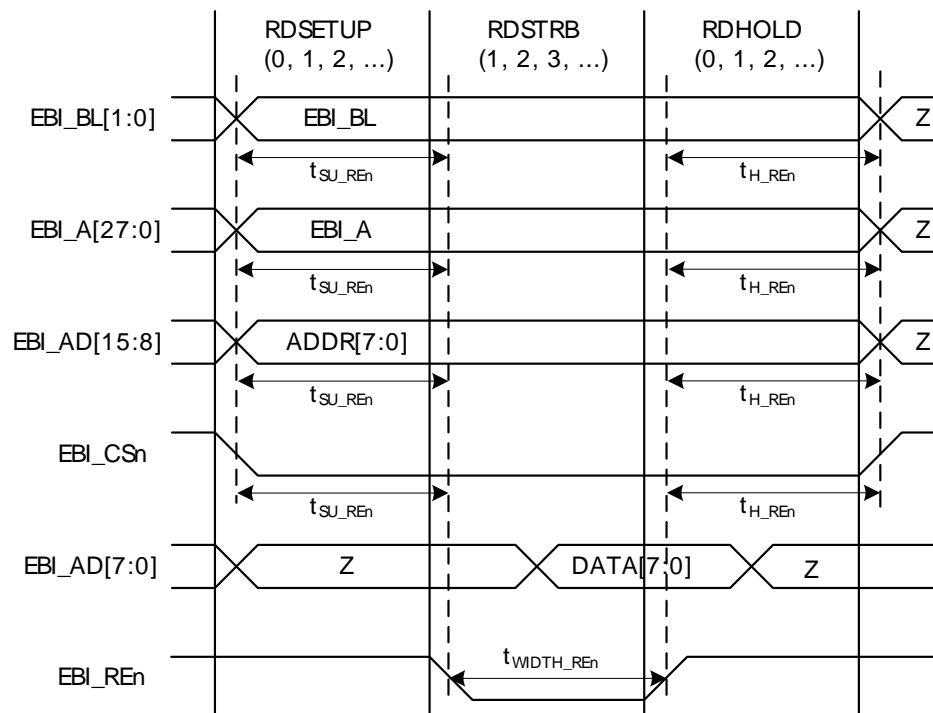 RDSETUP
(0, 1, 2, ...)
RDSTRB
(1, 2, 3, ...)
RDHOLD
(0, 1, 2, ...)
EBI_BL[1:0]
EBI_BL
Z
tSU_REn
tH_REn
EBI_A[27:0]
EBI_A
Z
tSU_REn
tH_REn
EBI_AD[15:8]
ADDR[7:0]
Z
tSU_REn
tH_REn
EBI_CSn
tSU_REn
tH_REn
EBI_AD[7:0]
Z
DATA[7:0]
Z
EBI_REn
tWIDTH_REn